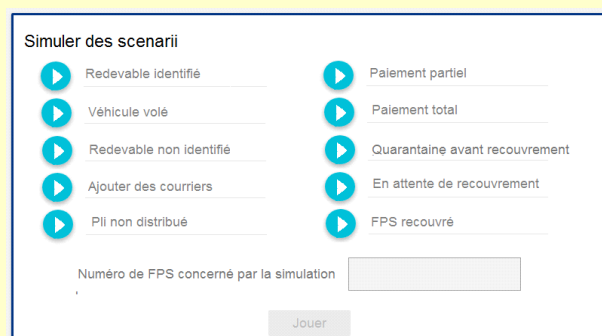 Simuler des scenarii
Redevable identifié
Paiement partiel
Véhicule volé
Paiement total
Redevable non identifié
Quarantaine avant recouvrement
Ajouter des courriers
En attente de recouvrement
Pli non distribué
FPS recouvré
Numéro de FPS concerné par la simulation
Jouer